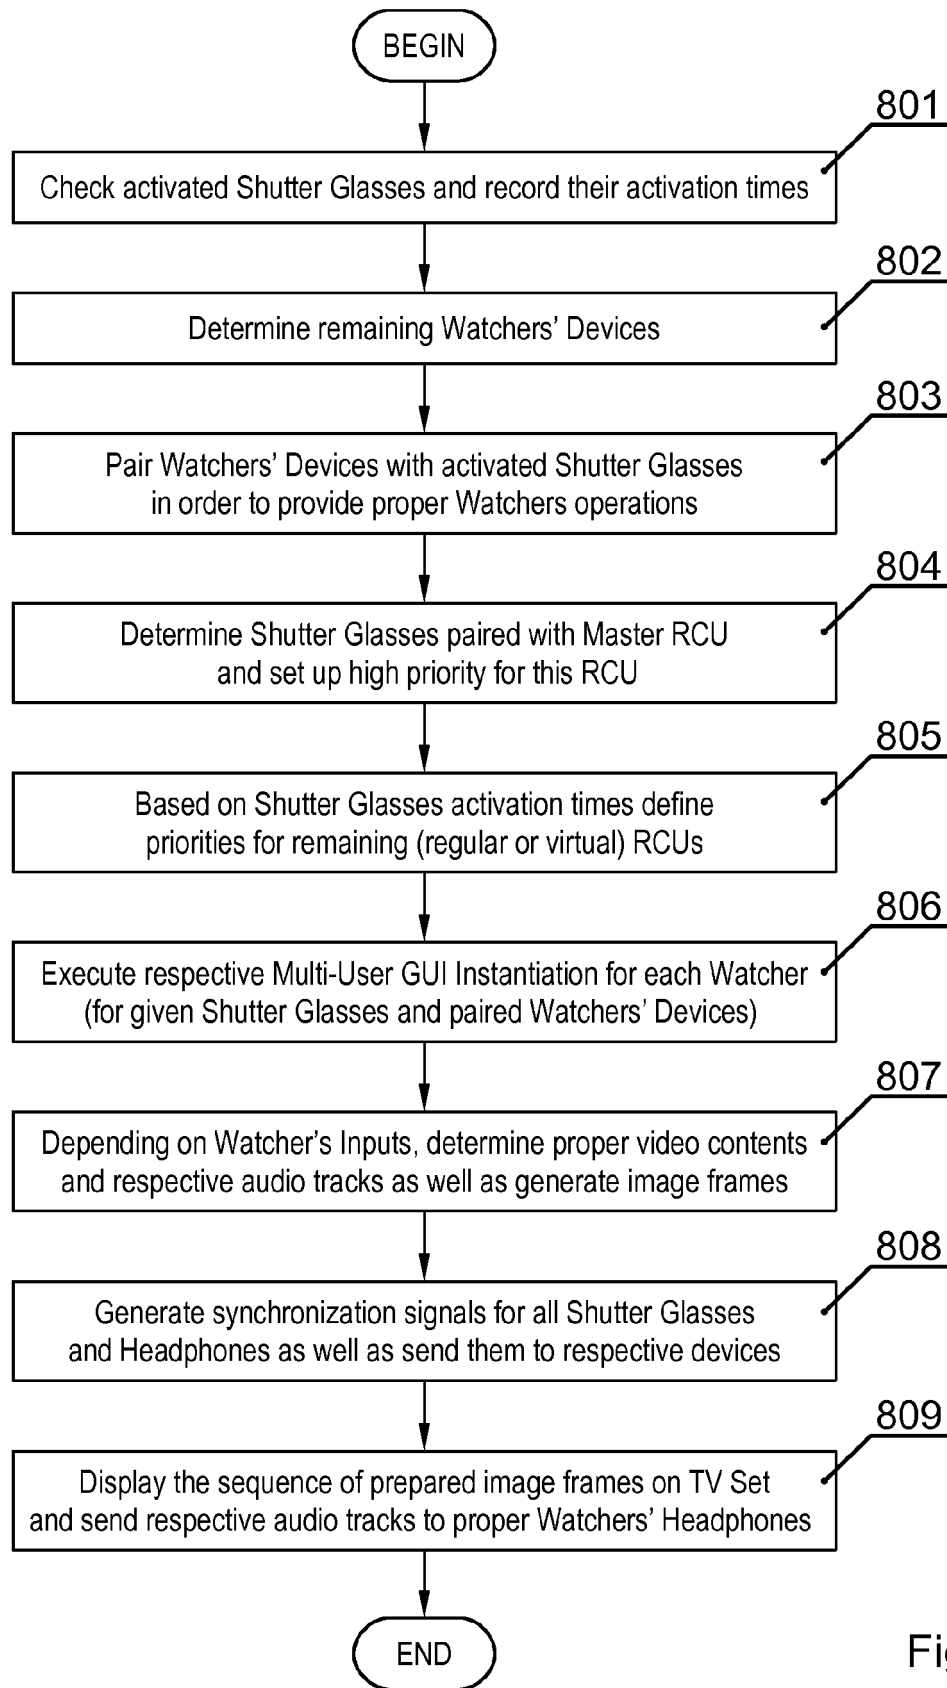 BEGIN
801
Check activated Shutter Glasses and record their activation times
802
Determine remaining Watchers' Devices
803
Pair Watchers' Devices with activated Shutter Glasses
in order to provide proper Watchers operations
804
Determine Shutter Glasses paired with Master RCU
and set up high priority for this RCU
805
Based on Shutter Glasses activation times define
priorities for remaining (regular or virtual) RCUs
806
Execute respective Multi-User GUI Instantiation for each Watcher
(for given Shutter Glasses and paired Watchers' Devices)
807
Depending on Watcher's Inputs, determine proper video contents
and respective audio tracks as well as generate image frames
808
Generate synchronization signals for all Shutter Glasses
and Headphones as well as send them to respective devices
809
Display the sequence of prepared image frames on TV Set
and send respective audio tracks to proper Watchers' Headphones
END